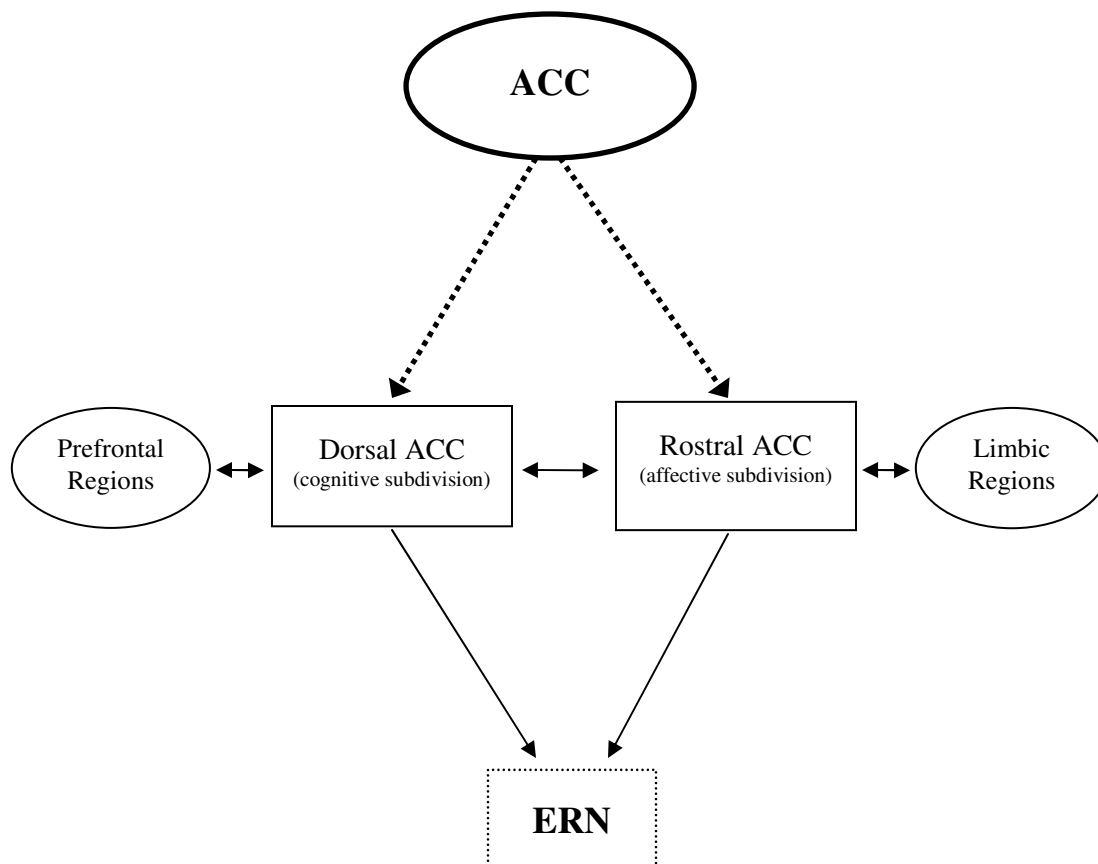 ACC
Prefrontal
Regions
Dorsal ACC
(cognitive subdivision)
Rostral ACC
(affective subdivision)
Limbic
Regions
ERN